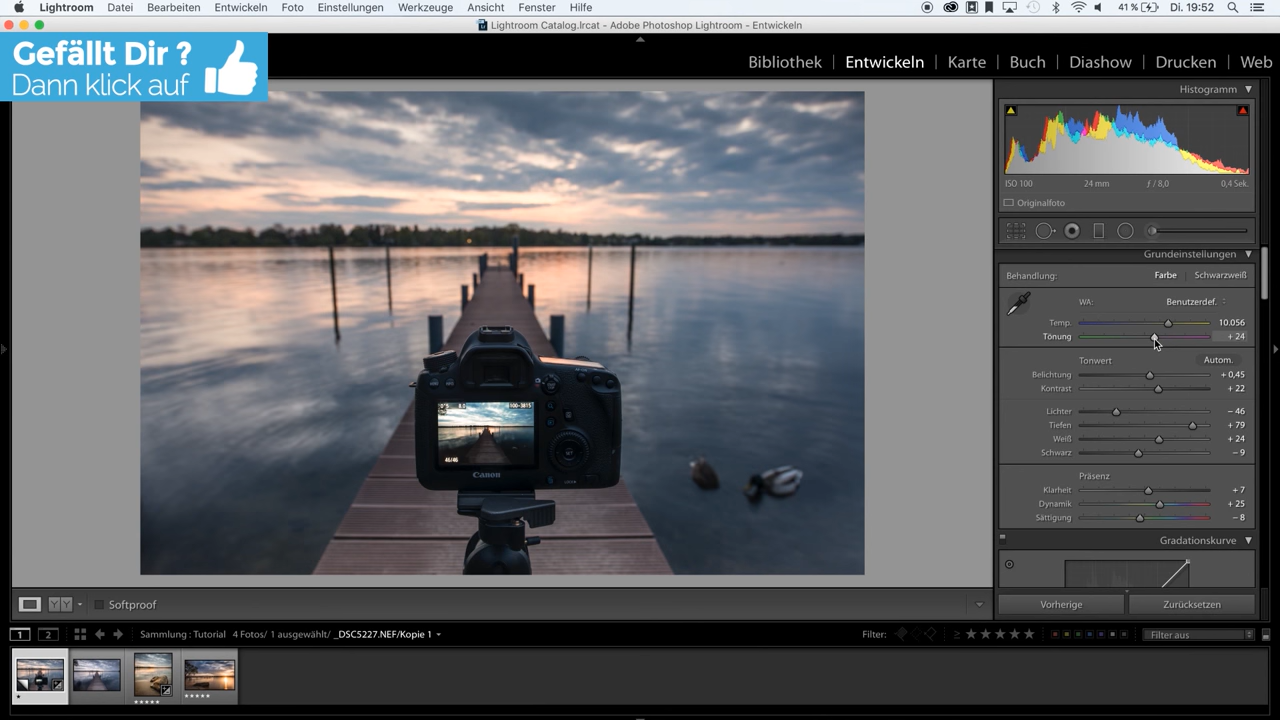 Lightroom Datei Bearbeiten Entwickeln Foto Einstellungen Werkzeuge Ansicht Fenster Hilfe 41 % Di. 19:52
Lightroom Catalog.lrcat - Adobe Photoshop Lightroom - Entwickeln
Gefällt Dir ?
Dann klick auf
Bibliothek | Entwickeln | Karte | Buch | Diashow | Drucken | Web
Histogramm
ISO 100 24 mm ƒ / 8,0 0,4 Sek.
Originalfoto
Grundeinstellungen
Behandlung: Farbe Schwarzweiß
WA: Benutzerdef.
Temp. 10.056
Tönung + 24
Tonwert Autom.
Belichtung + 0,45
Kontrast + 22
Lichter − 46
Tiefen + 79
Weiß + 24
Schwarz − 9
Präsenz
Klarheit + 7
Dynamik + 25
Sättigung − 8
Gradationskurve
100-3815
Canon
Softproof
Vorherige Zurücksetzen
1 2 Sammlung : Tutorial 4 Fotos/ 1 ausgewählt/ _DSC5227.NEF/Kopie 1 Filter: Filter aus